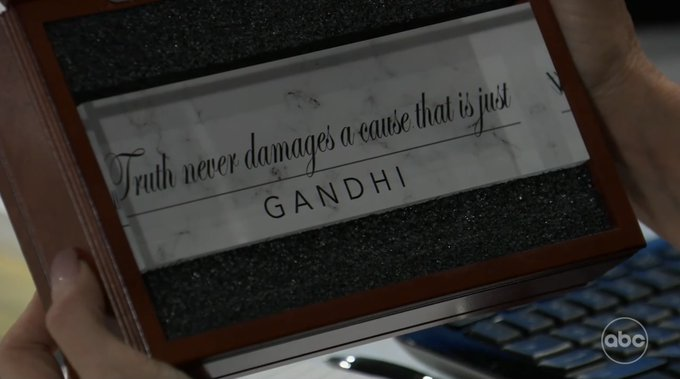 Truth never damages a cause that is just
GANDHI
abc